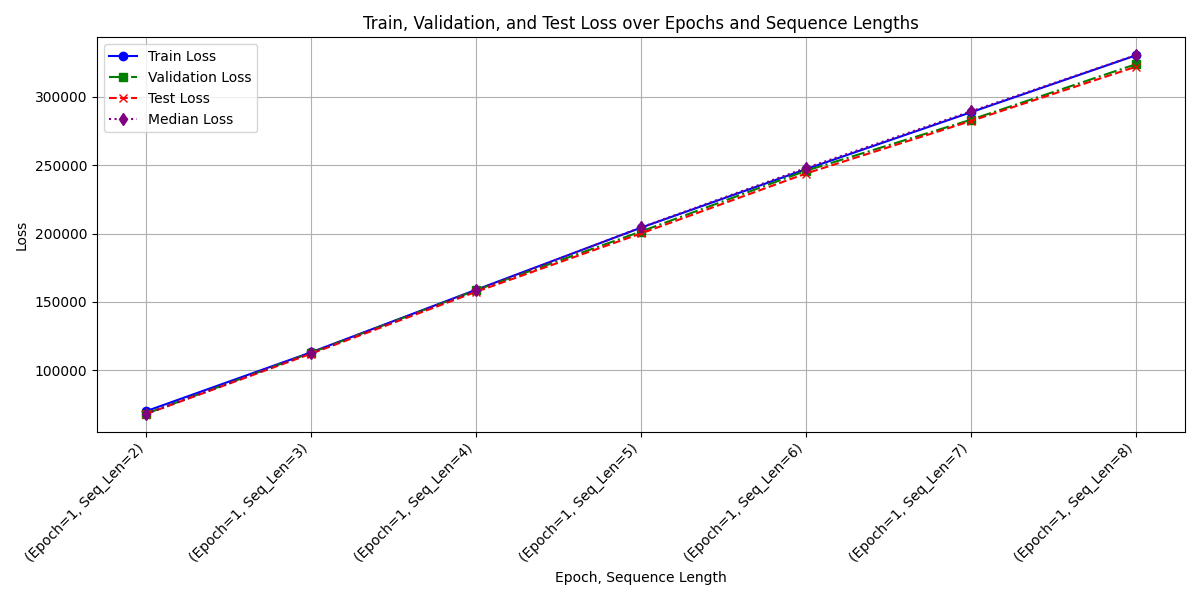 Train, Validation, and Test Loss over Epochs and Sequence Lengths
Train Loss
Validation Loss
Test Loss
Median Loss
Loss
300000
250000
200000
150000
100000
(Epoch=1, Seq_Len=2)
(Epoch=1, Seq_Len=3)
(Epoch=1, Seq_Len=4)
(Epoch=1, Seq_Len=5)
(Epoch=1, Seq_Len=6)
(Epoch=1, Seq_Len=7)
(Epoch=1, Seq_Len=8)
Epoch, Sequence Length